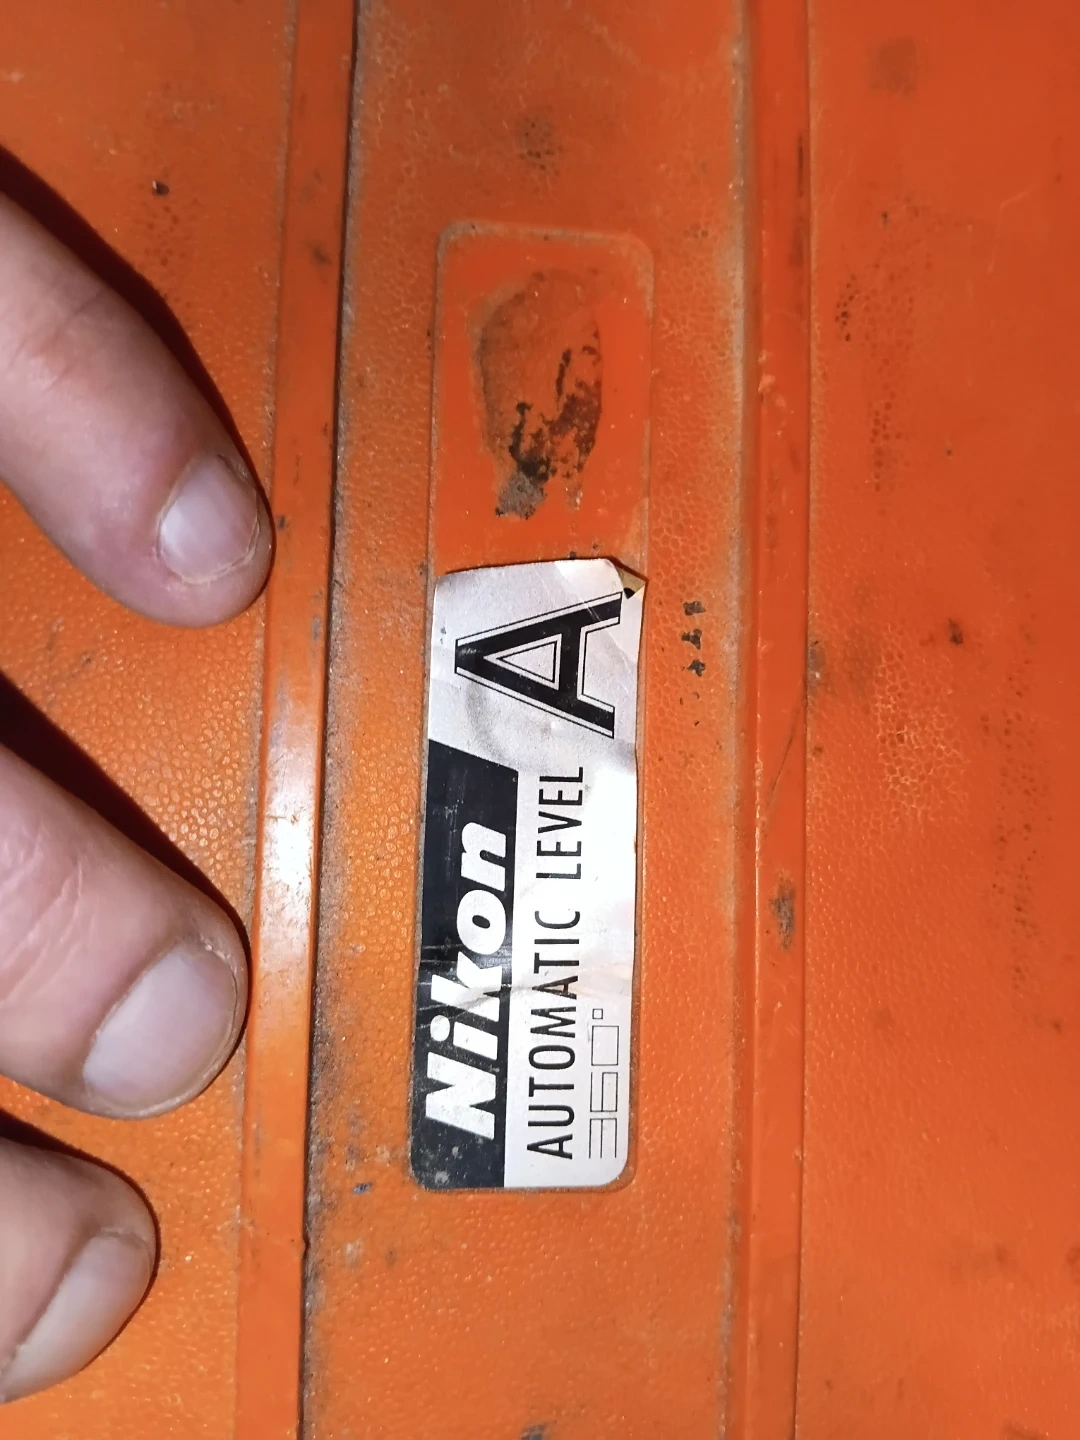 Nikon
AUTOMATIC LEVEL
360°
A